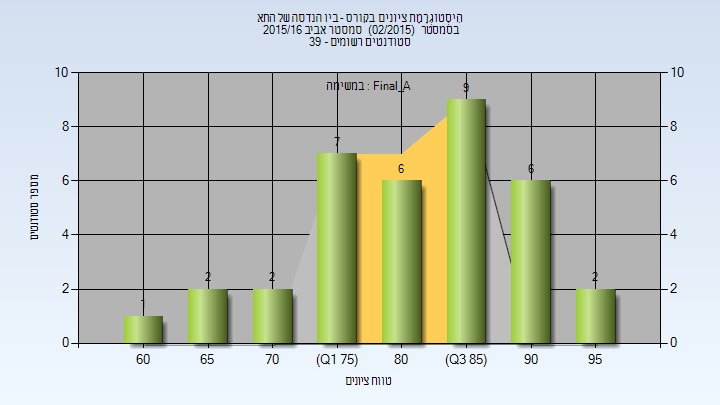 היסטוגרמת ציונים בקורס - ביו הנדסה של התא
בסמסטר (02/2015) סמסטר אביב 2015/16
סטודנטים רשומים - 39
במשימה : Final_A
מספר סטודנטים
10 10
8 8
6 6
4 4
2 2
0 0
1 2 2 7 6 9 6 2
60 65 70 (Q1 75) 80 (Q3 85) 90 95
טווח ציונים